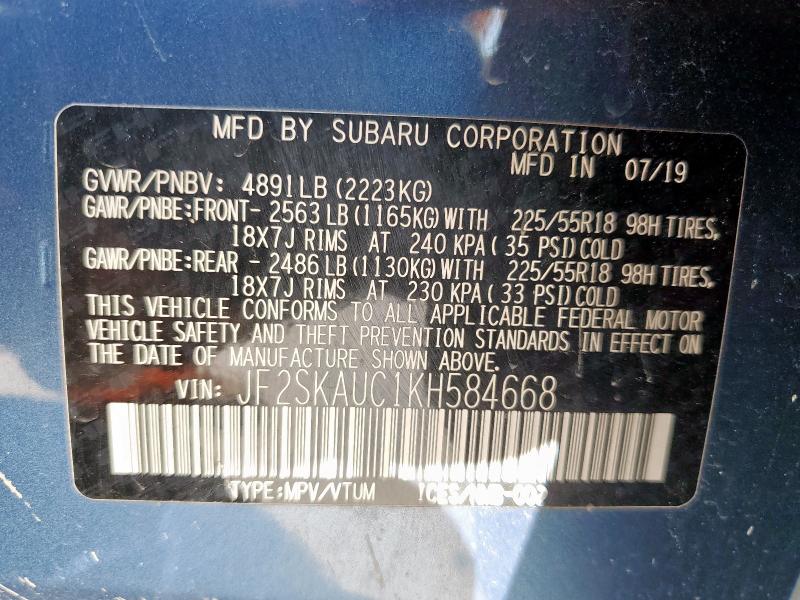 MFD BY SUBARU CORPORATION
MFD IN 07/19
GVWR/PNBV: 4891LB (2223KG)
GAWR/PNBE:FRONT- 2563LB(1165KG)WITH 225/55R18 98H TIRES,
18X7J RIMS AT 240 KPA( 35 PSI)COLD
GAWR/PNBE:REAR - 2486LB(1130KG)WITH 225/55R18 98H TIRES,
18X7J RIMS AT 230 KPA( 33 PSI)COLD
THIS VEHICLE CONFORMS TO ALL APPLICABLE FEDERAL MOTOR
VEHICLE SAFETY AND THEFT PREVENTION STANDARDS IN EFFECT ON
THE DATE OF MANUFACTURE SHOWN ABOVE.
VIN: JF2SKAUC1KH584668
TYPE:MPV/VTUM